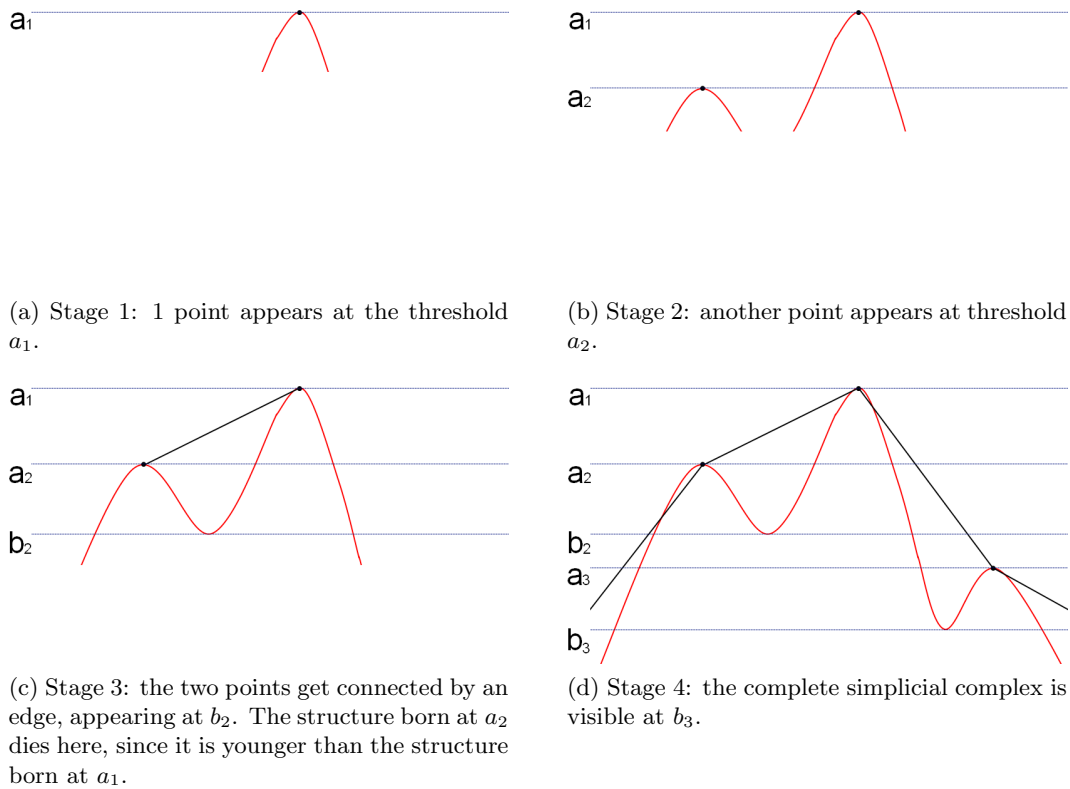 a₁
a₁
a₂
(a) Stage 1: 1 point appears at the threshold
a₁.
(b) Stage 2: another point appears at threshold
a₂.
a₁
a₂
b₂
a₁
a₂
b₂
a₃
b₃
(c) Stage 3: the two points get connected by an
edge, appearing at b₂. The structure born at a₂
dies here, since it is younger than the structure
born at a₁.
(d) Stage 4: the complete simplicial complex is
visible at b₃.